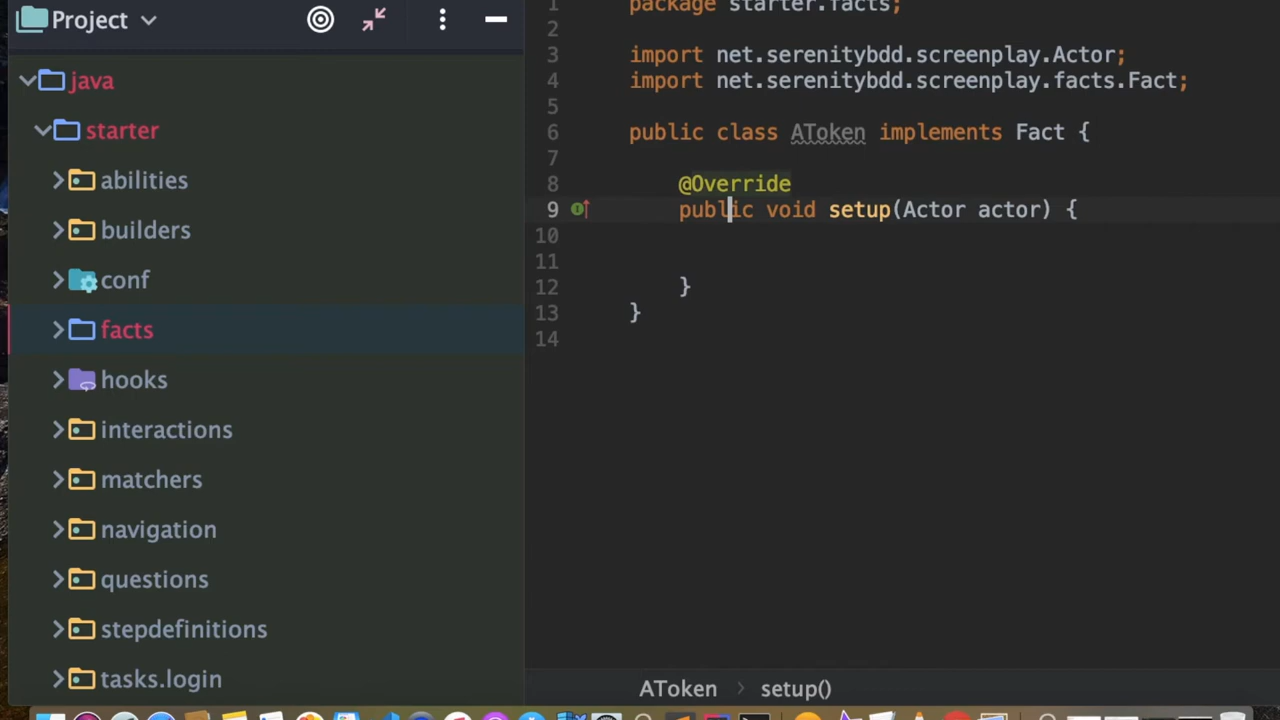 Project
java
starter
abilities
builders
conf
facts
hooks
interactions
matchers
navigation
questions
stepdefinitions
tasks.login
1 package starter.facts;
2
3 import net.serenitybdd.screenplay.Actor;
4 import net.serenitybdd.screenplay.facts.Fact;
5
6 public class AToken implements Fact {
7
8 @Override
9 public void setup(Actor actor) {
10
11
12 }
13 }
14
AToken > setup()